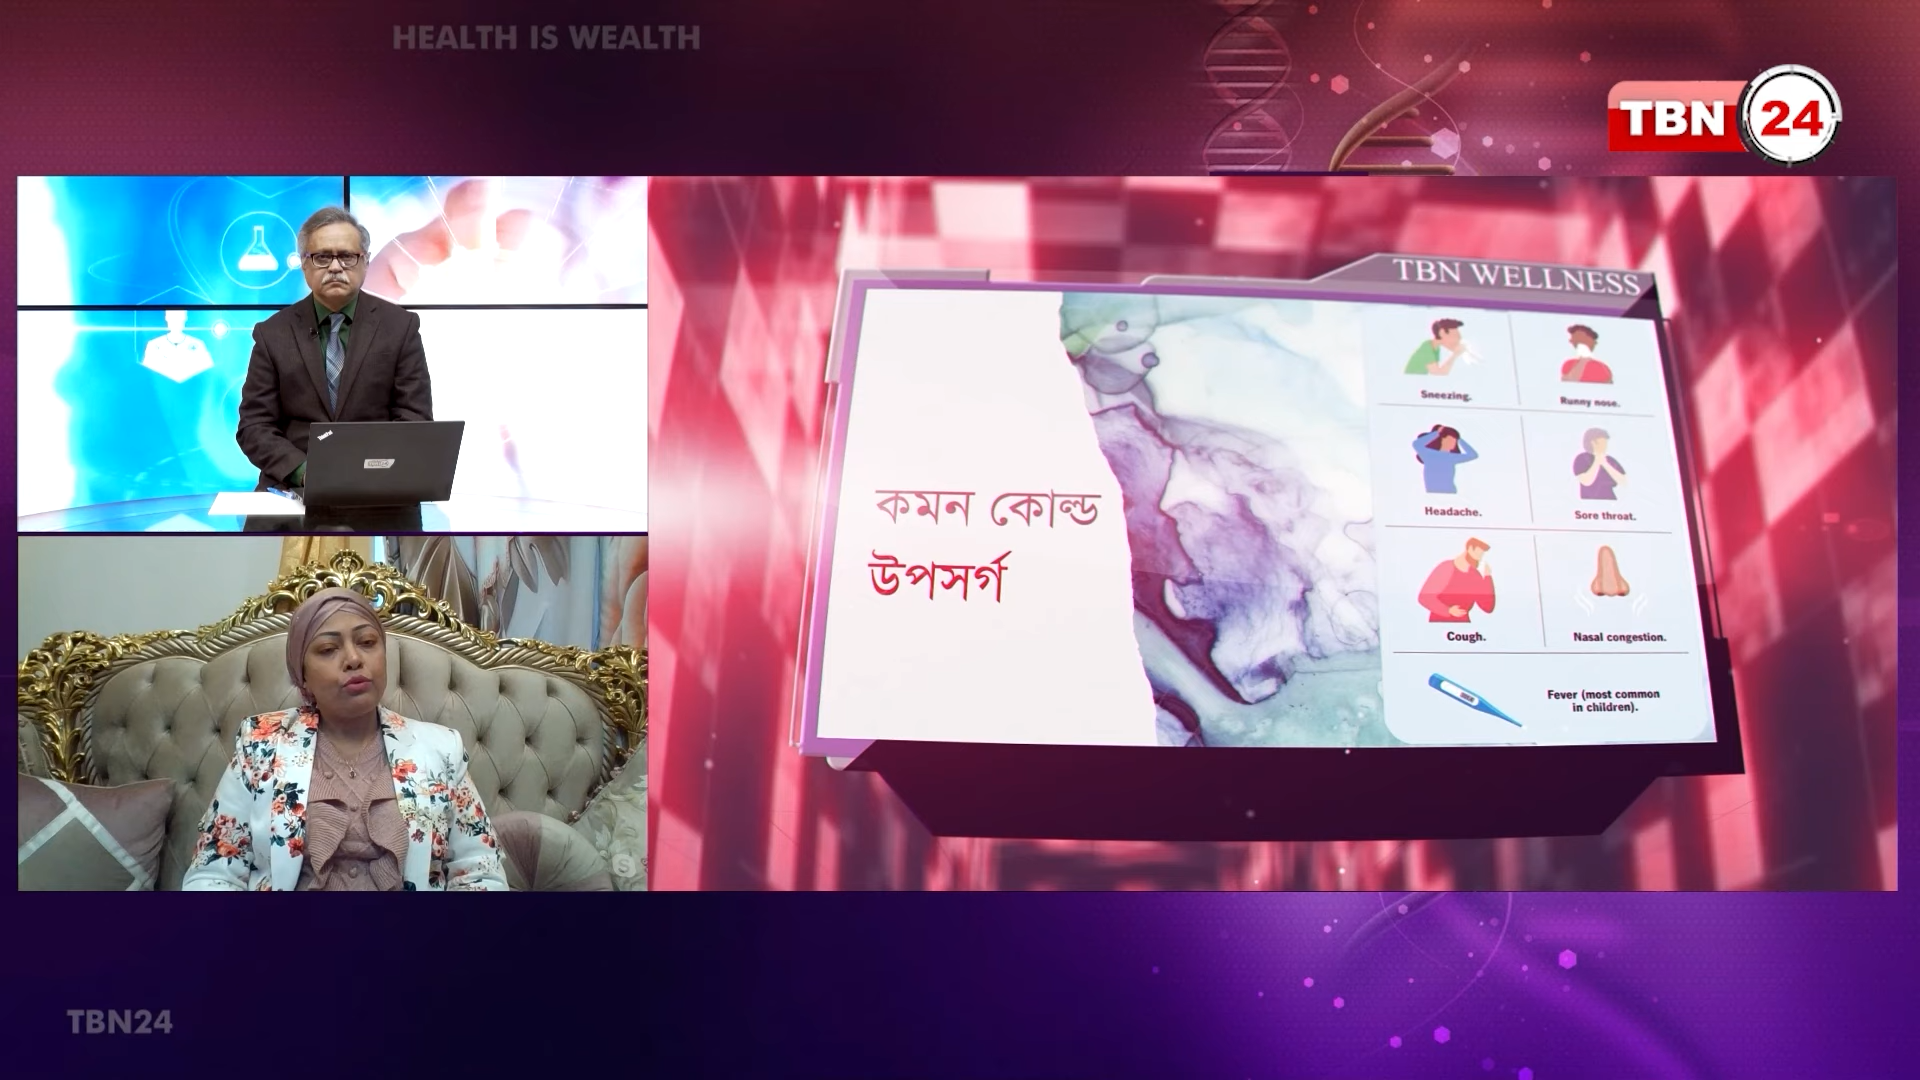 HEALTH IS WEALTH
TBN 24
TBN WELLNESS
কমন কোল্ড
উপসর্গ
Sneezing.
Runny nose.
Headache.
Sore throat.
Cough.
Nasal congestion.
Fever (most common
in children).
TBN24